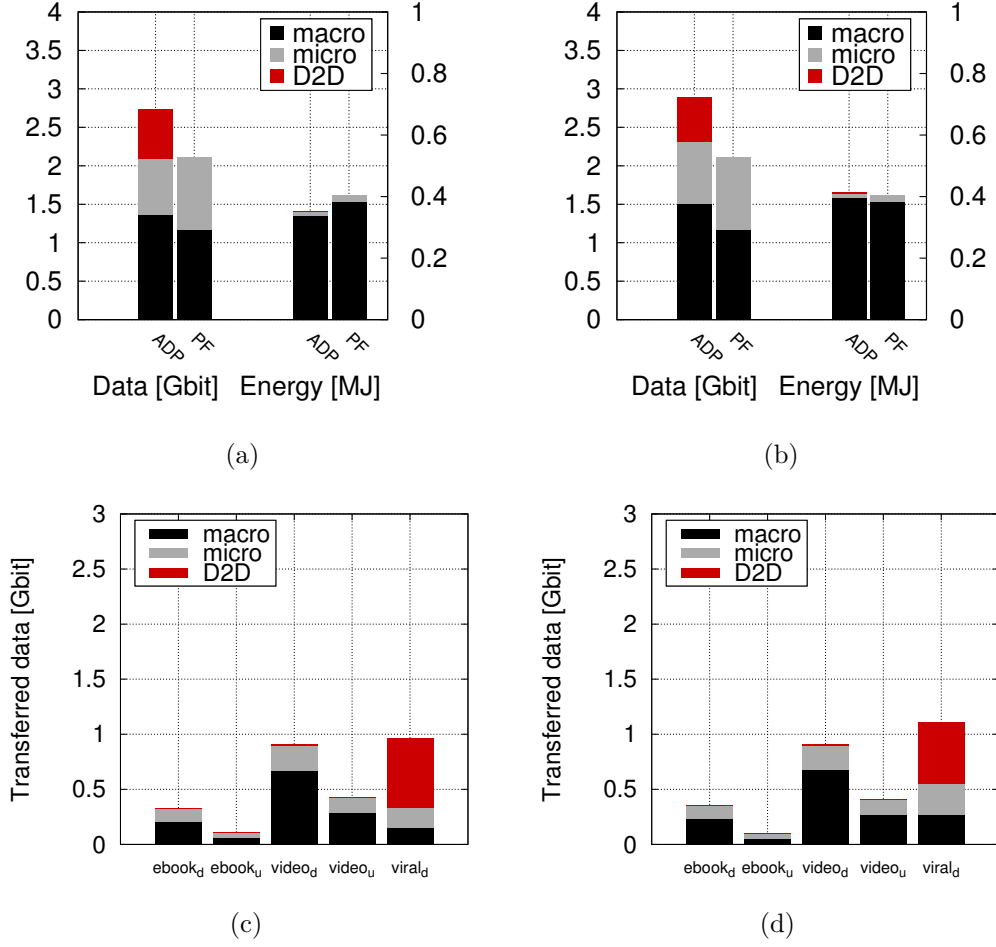 4
3.5
3
2.5
2
1.5
1
0.5
0
1
0.8
0.6
0.4
0.2
0
macro
micro
D2D
ADP
PF
ADP
PF
Data [Gbit]
Energy [MJ]
(a)
4
3.5
3
2.5
2
1.5
1
0.5
0
1
0.8
0.6
0.4
0.2
0
macro
micro
D2D
ADP
PF
ADP
PF
Data [Gbit]
Energy [MJ]
(b)
Transferred data [Gbit]
3
2.5
2
1.5
1
0.5
0
macro
micro
D2D
ebook_d ebook_u video_d video_u viral_d
(c)
Transferred data [Gbit]
3
2.5
2
1.5
1
0.5
0
macro
micro
D2D
ebook_d ebook_u video_d video_u viral_d
(d)